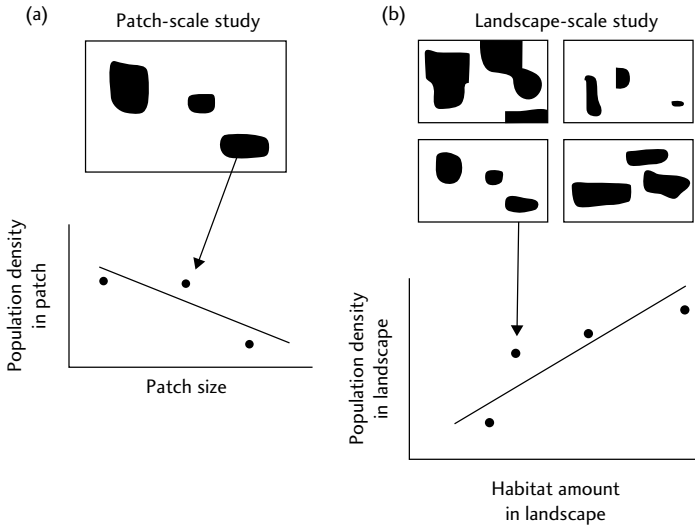 (a)
Patch-scale study
Population density
in patch
Patch size
(b)
Landscape-scale study
Population density
in landscape
Habitat amount
in landscape